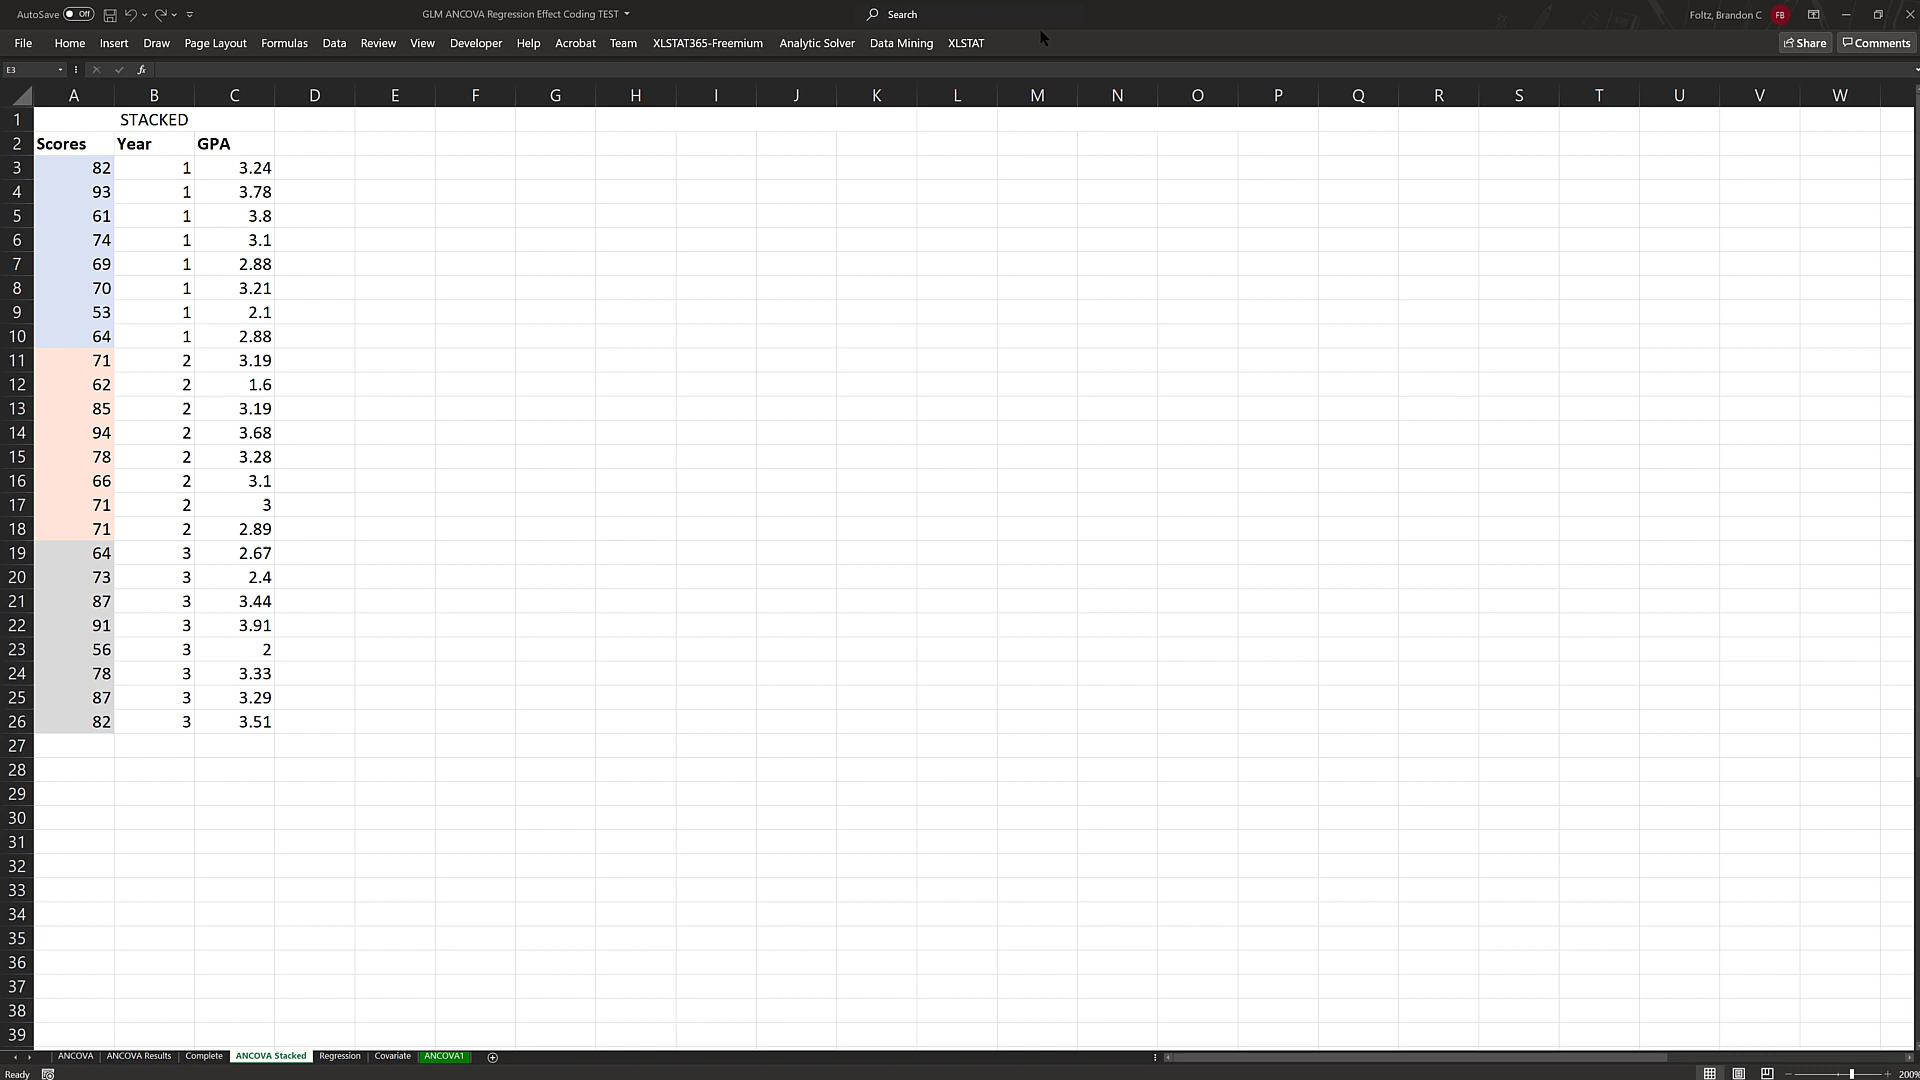 AutoSave Off GLM ANCOVA Regression Effect Coding TEST Search Foltz, Brandon C FB
File Home Insert Draw Page Layout Formulas Data Review View Developer Help Acrobat Team XLSTAT365-Freemium Analytic Solver Data Mining XLSTAT Share Comments
E3 fx
A B C D E F G H I J K L M N O P Q R S T U V W
1 STACKED
2 Scores Year GPA
3 82 1 3.24
4 93 1 3.78
5 61 1 3.8
6 74 1 3.1
7 69 1 2.88
8 70 1 3.21
9 53 1 2.1
10 64 1 2.88
11 71 2 3.19
12 62 2 1.6
13 85 2 3.19
14 94 2 3.68
15 78 2 3.28
16 66 2 3.1
17 71 2 3
18 71 2 2.89
19 64 3 2.67
20 73 3 2.4
21 87 3 3.44
22 91 3 3.91
23 56 3 2
24 78 3 3.33
25 87 3 3.29
26 82 3 3.51
27
28
29
30
31
32
33
34
35
36
37
38
39
ANCOVA ANCOVA Results Complete ANCOVA Stacked Regression Covariate ANCOVA1
Ready 200%